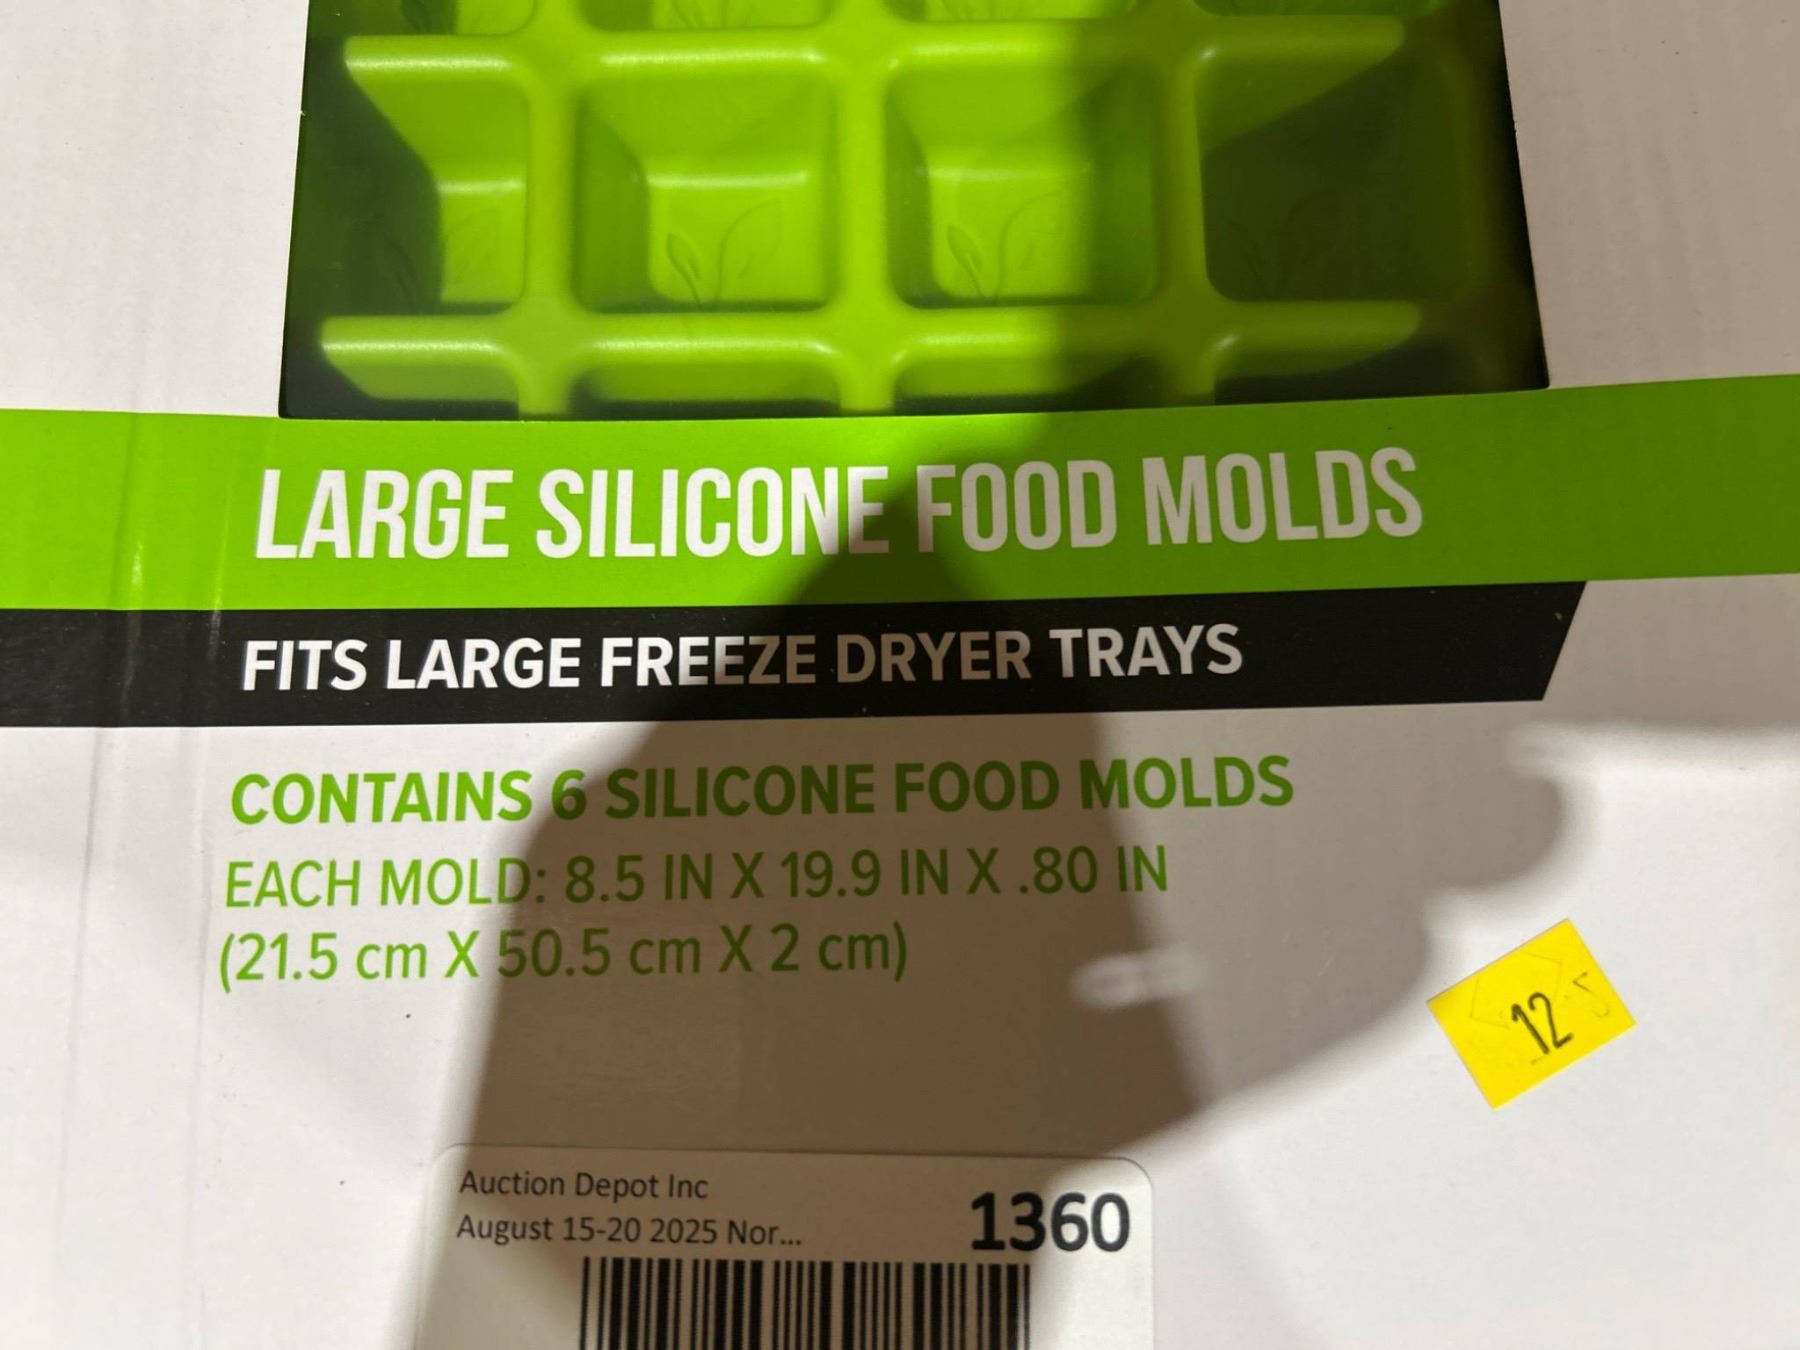 LARGE SILICONE FOOD MOLDS
FITS LARGE FREEZE DRYER TRAYS
CONTAINS 6 SILICONE FOOD MOLDS
EACH MOLD: 8.5 IN X 19.9 IN X .80 IN
(21.5 cm X 50.5 cm X 2 cm)
12
Auction Depot Inc
August 15-20 2025 Nor...
1360